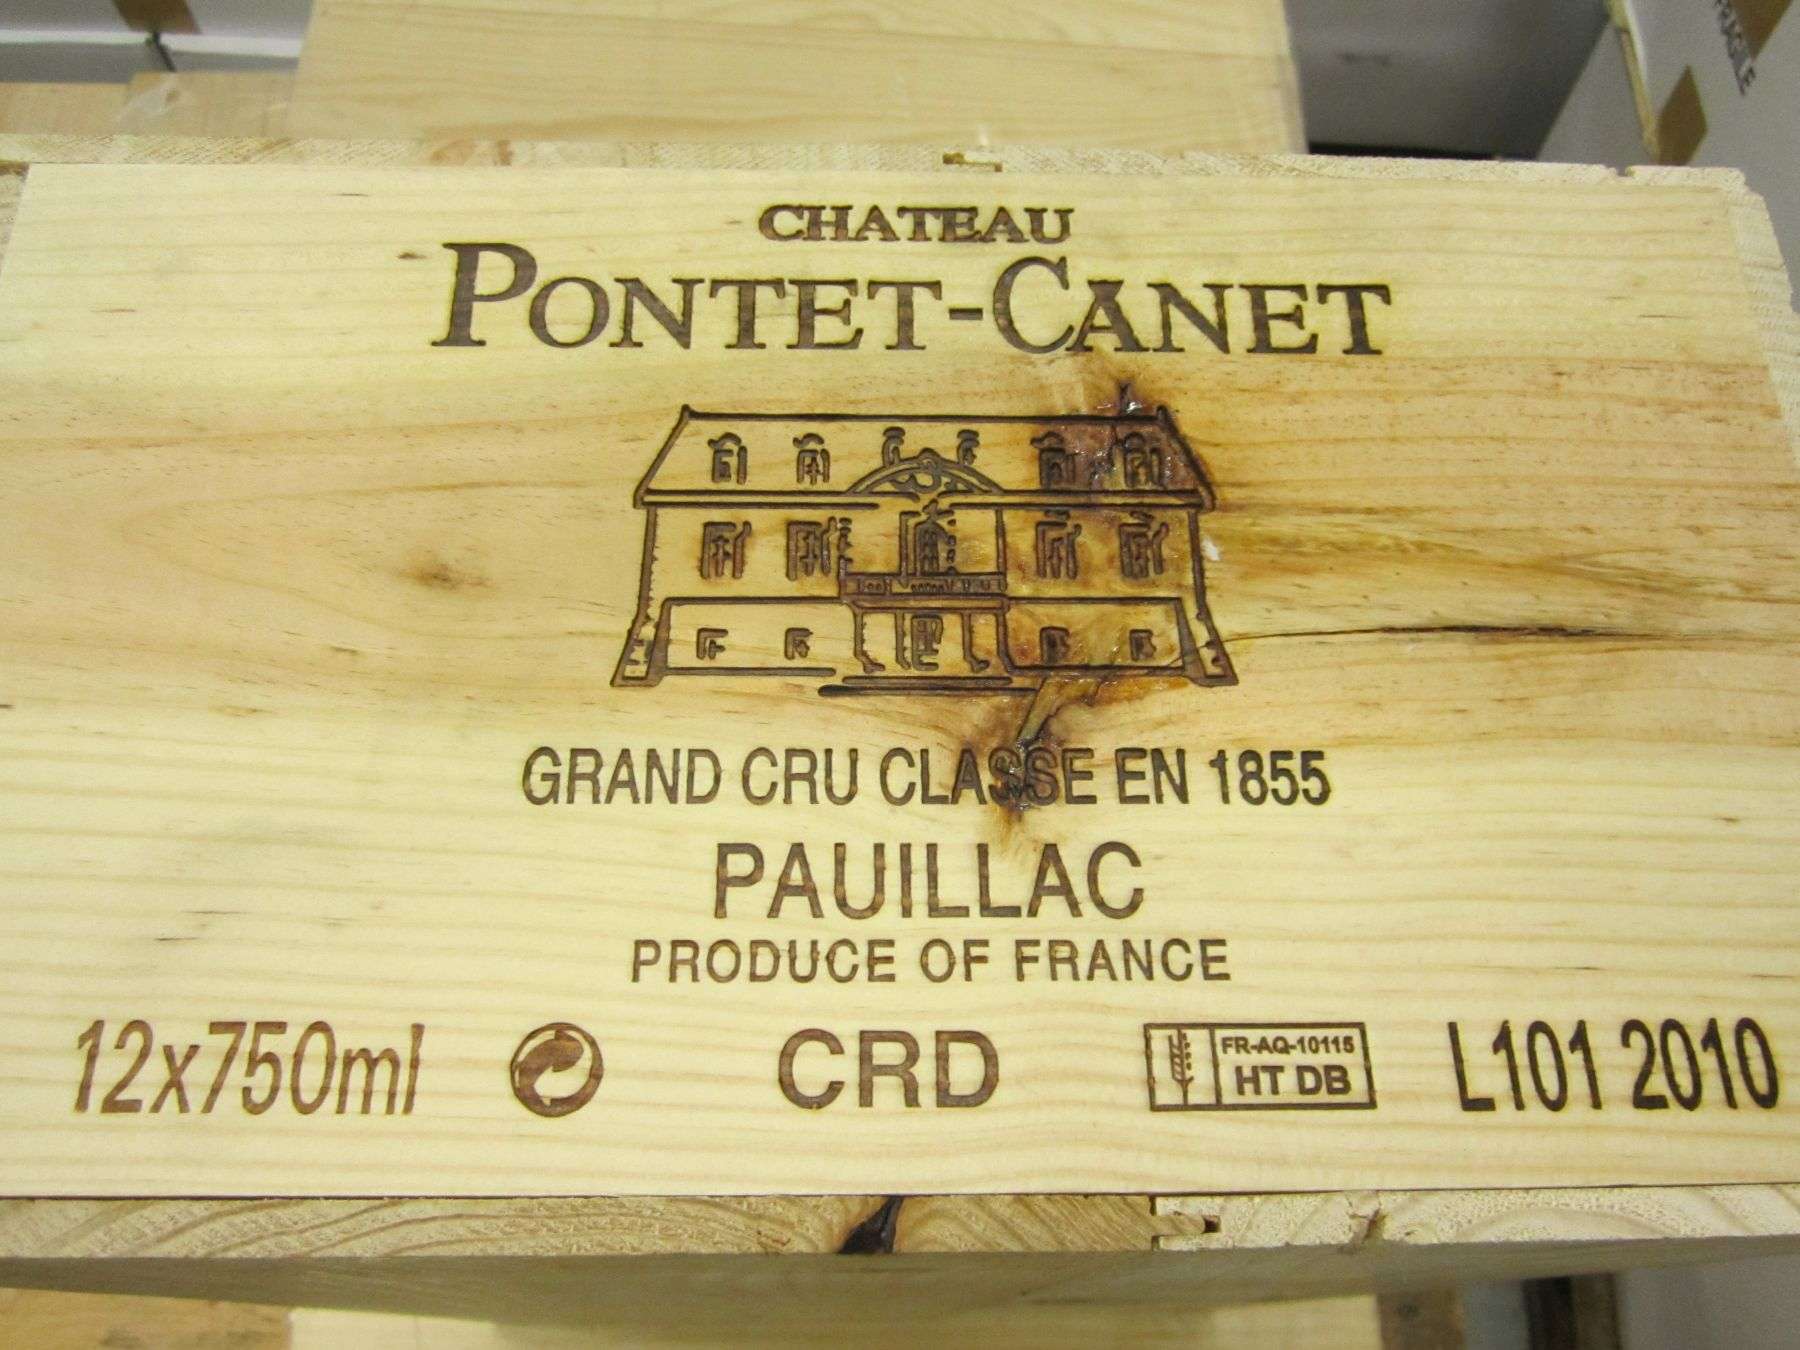 FRAGILE
CHATEAU
PONTET-CANET
GRAND CRU CLASSE EN 1855
PAUILLAC
PRODUCE OF FRANCE
12x750ml CRD FR-AQ-10115 L101 2010
HT DB